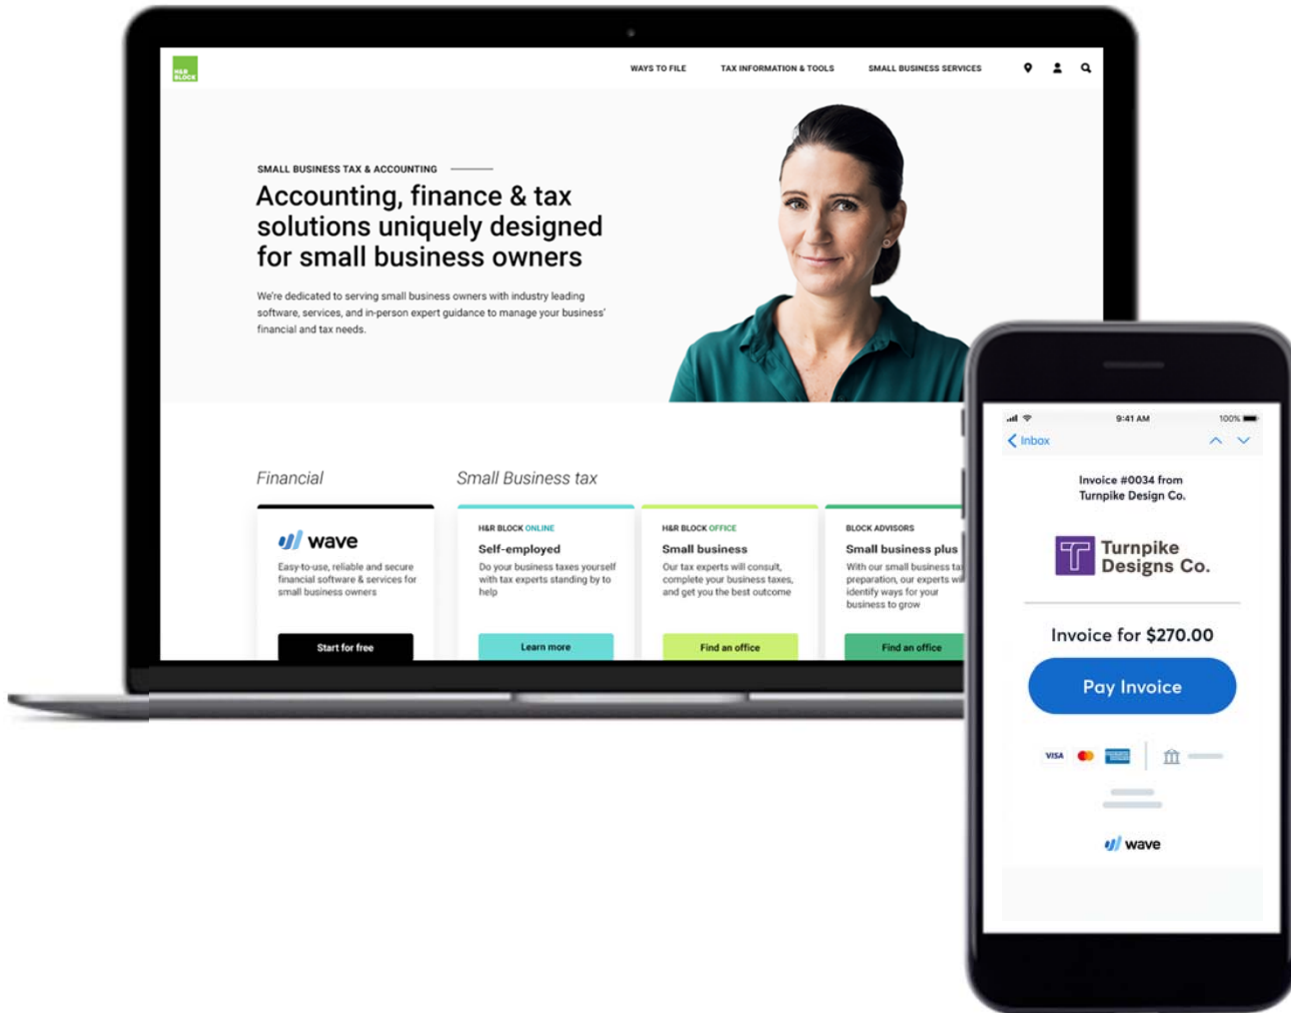 H&R
BLOCK
WAYS TO FILE
TAX INFORMATION & TOOLS
SMALL BUSINESS SERVICES
SMALL BUSINESS TAX & ACCOUNTING
Accounting, finance & tax
solutions uniquely designed
for small business owners
We're dedicated to serving small business owners with industry leading
software, services, and in-person expert guidance to manage your business'
financial and tax needs.
Financial
Small Business tax
wave
Easy-to-use, reliable and secure
financial software & services for
small business owners
Start for free
H&R BLOCK ONLINE
Self-employed
Do your business taxes yourself
with tax experts standing by to
help
Learn more
H&R BLOCK OFFICE
Small business
Our tax experts will consult,
complete your business taxes,
and get you the best outcome
Find an office
BLOCK ADVISORS
Small business plus
With our small business ta
preparation, our experts wi
identify ways for your
business to grow
Find an office
9:41 AM
100%
Inbox
Invoice #0034 from
Turnpike Design Co.
Turnpike
Designs Co.
Invoice for $270.00
Pay Invoice
VISA
wave